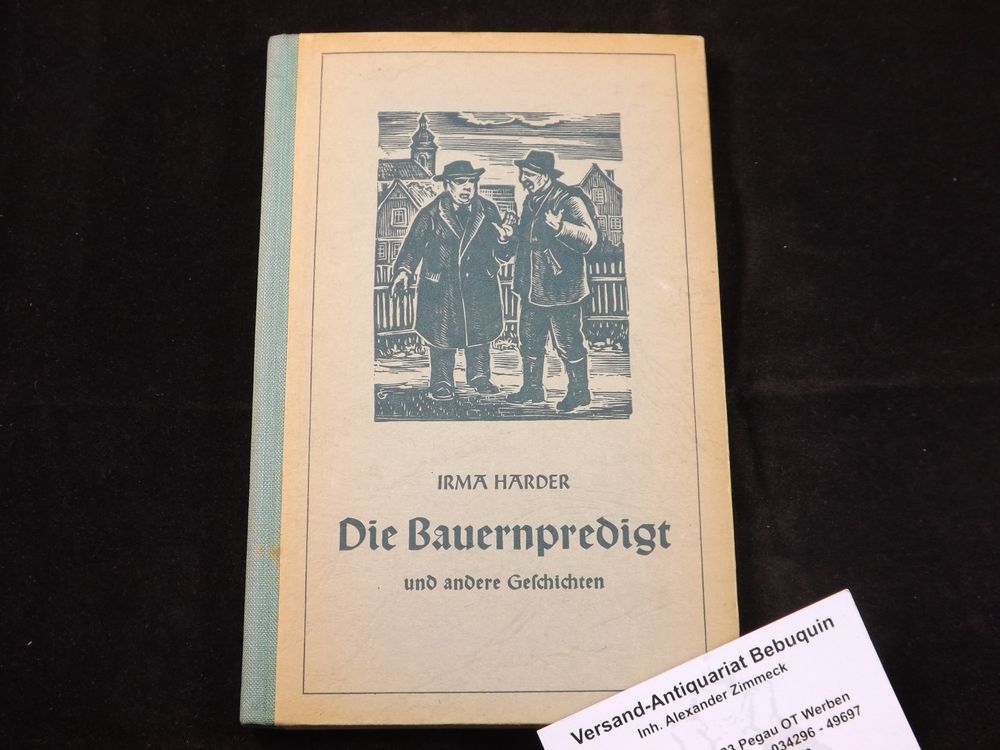 IRMA HARDER
Die Bauernpredigt
und andere Geſchichten
Versand-Antiquariat Bebuquin
Inh. Alexander Zimmeck
Pegau OT Werben
034296 - 49697